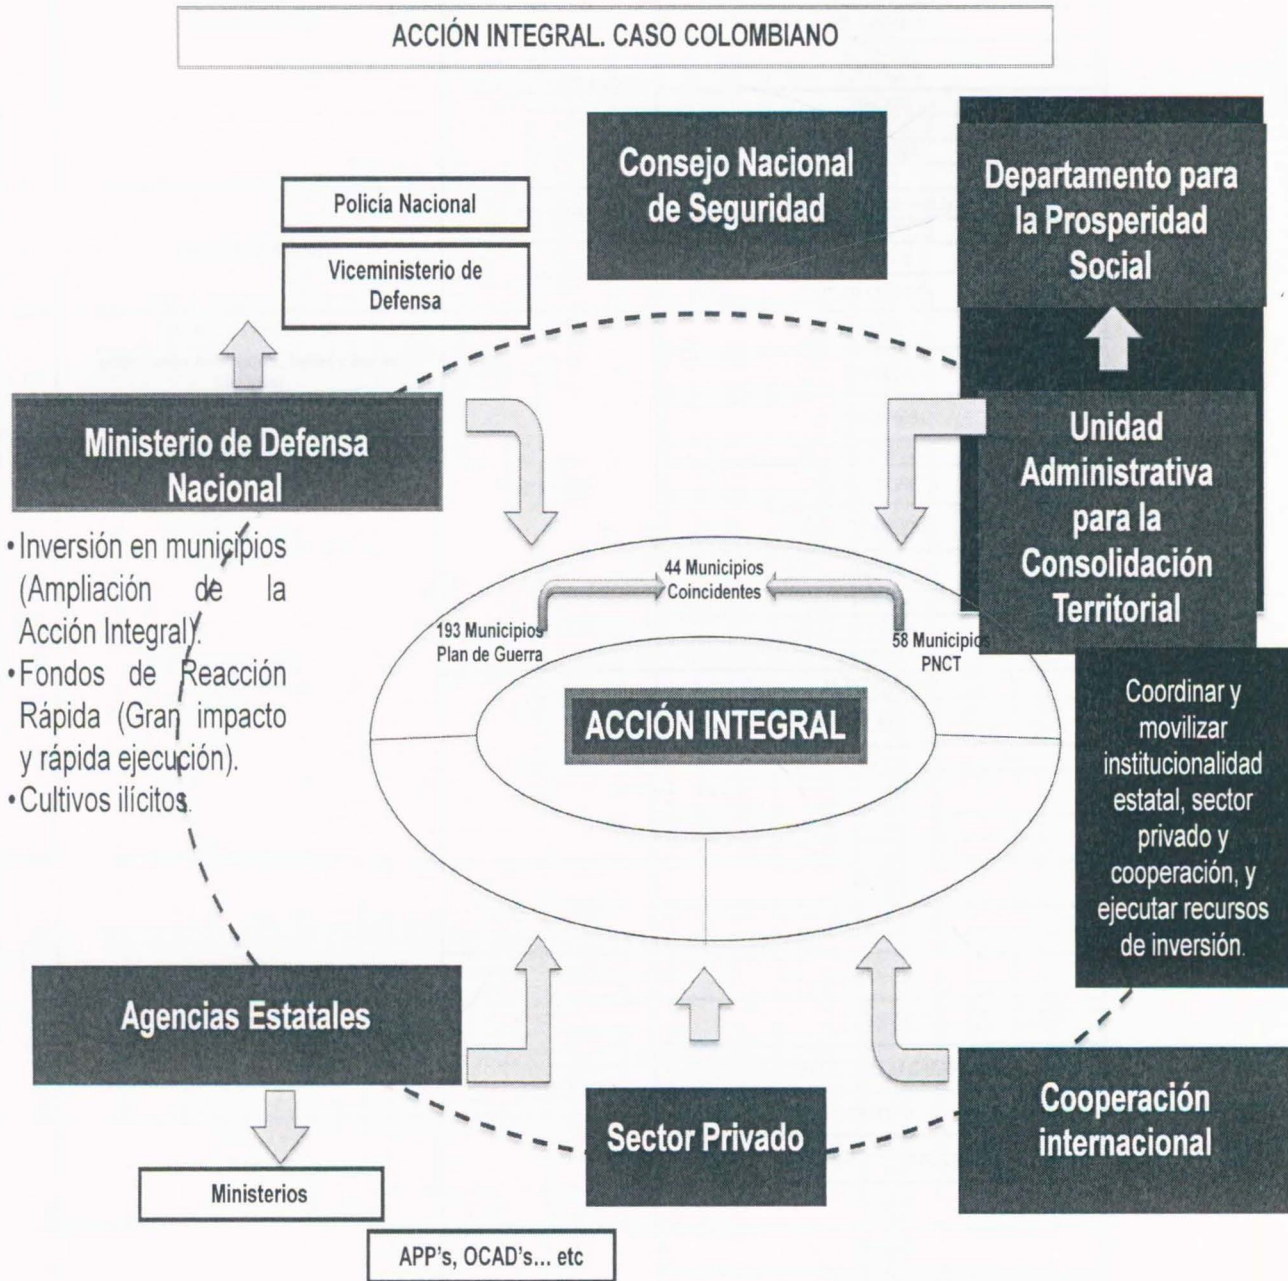 ACCIÓN INTEGRAL. CASO COLOMBIANO
Consejo Nacional
de Seguridad
Departamento para
la Prosperidad
Social
Policía Nacional
Viceministerio de
Defensa
Ministerio de Defensa
Nacional
Unidad
Administrativa
para la
Consolidación
Territorial
• Inversión en municipios
(Ampliación de la
Acción Integral).
• Fondos de Reacción
Rápida (Gran impacto
y rápida ejecución).
• Cultivos ilícitos.
44 Municipios
Coincidentes
193 Municipios
Plan de Guerra
58 Municipios
PNCT
ACCIÓN INTEGRAL
Coordinar y
movilizar
institucionalidad
estatal, sector
privado y
cooperación, y
ejecutar recursos
de inversión.
Agencias Estatales
Sector Privado
Cooperación
internacional
Ministerios
APP's, OCAD's... etc